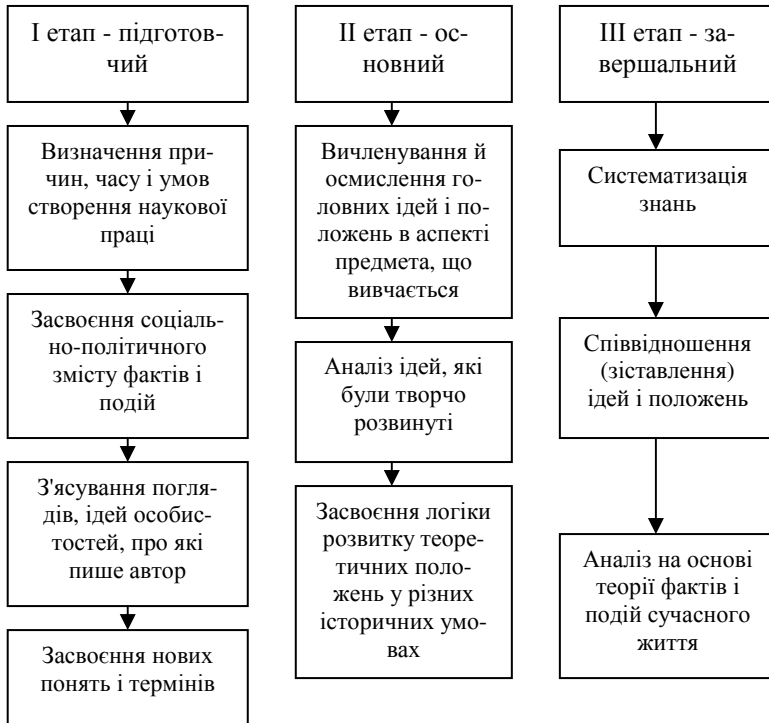 І етап - підготов-
чий
Визначення при-
чин, часу і умов
створення наукової
праці
Засвоєння соціаль-
но-політичного
змісту фактів і
подій
З'ясування погля-
дів, ідей особис-
тостей, про які
пише автор
Засвоєння нових
понять і термінів
ІІ етап - ос-
новний
Вичленування й
осмислення го-
ловних ідей і по-
ложень в аспекті
предмета, що
вивчається
Аналіз ідей, які
були творчо
розвинуті
Засвоєння логіки
розвитку теоре-
тичних поло-
жень у різних
історичних умо-
вах
ІІІ етап - за-
вершальний
Систематизація
знань
Співвідношення
(зіставлення)
ідей і положень
Аналіз на основі
теорії фактів і
подій сучасного
життя